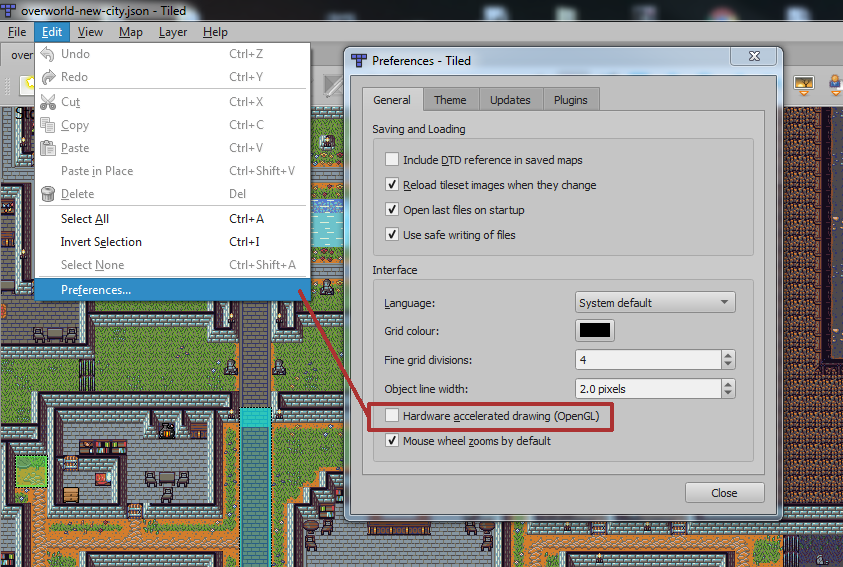 overworld-new-city.json - Tiled
File Edit View Map Layer Help
over
Undo Ctrl+Z
Redo Ctrl+Y
Cut Ctrl+X
Copy Ctrl+C
Paste Ctrl+V
Paste in Place Ctrl+Shift+V
Delete Del
Select All Ctrl+A
Invert Selection Ctrl+I
Select None Ctrl+Shift+A
Preferences...
Preferences - Tiled
General Theme Updates Plugins
Saving and Loading
Include DTD reference in saved maps
Reload tileset images when they change
Open last files on startup
Use safe writing of files
Interface
Language: System default
Grid colour:
Fine grid divisions: 4
Object line width: 2.0 pixels
Hardware accelerated drawing (OpenGL)
Mouse wheel zooms by default
Close